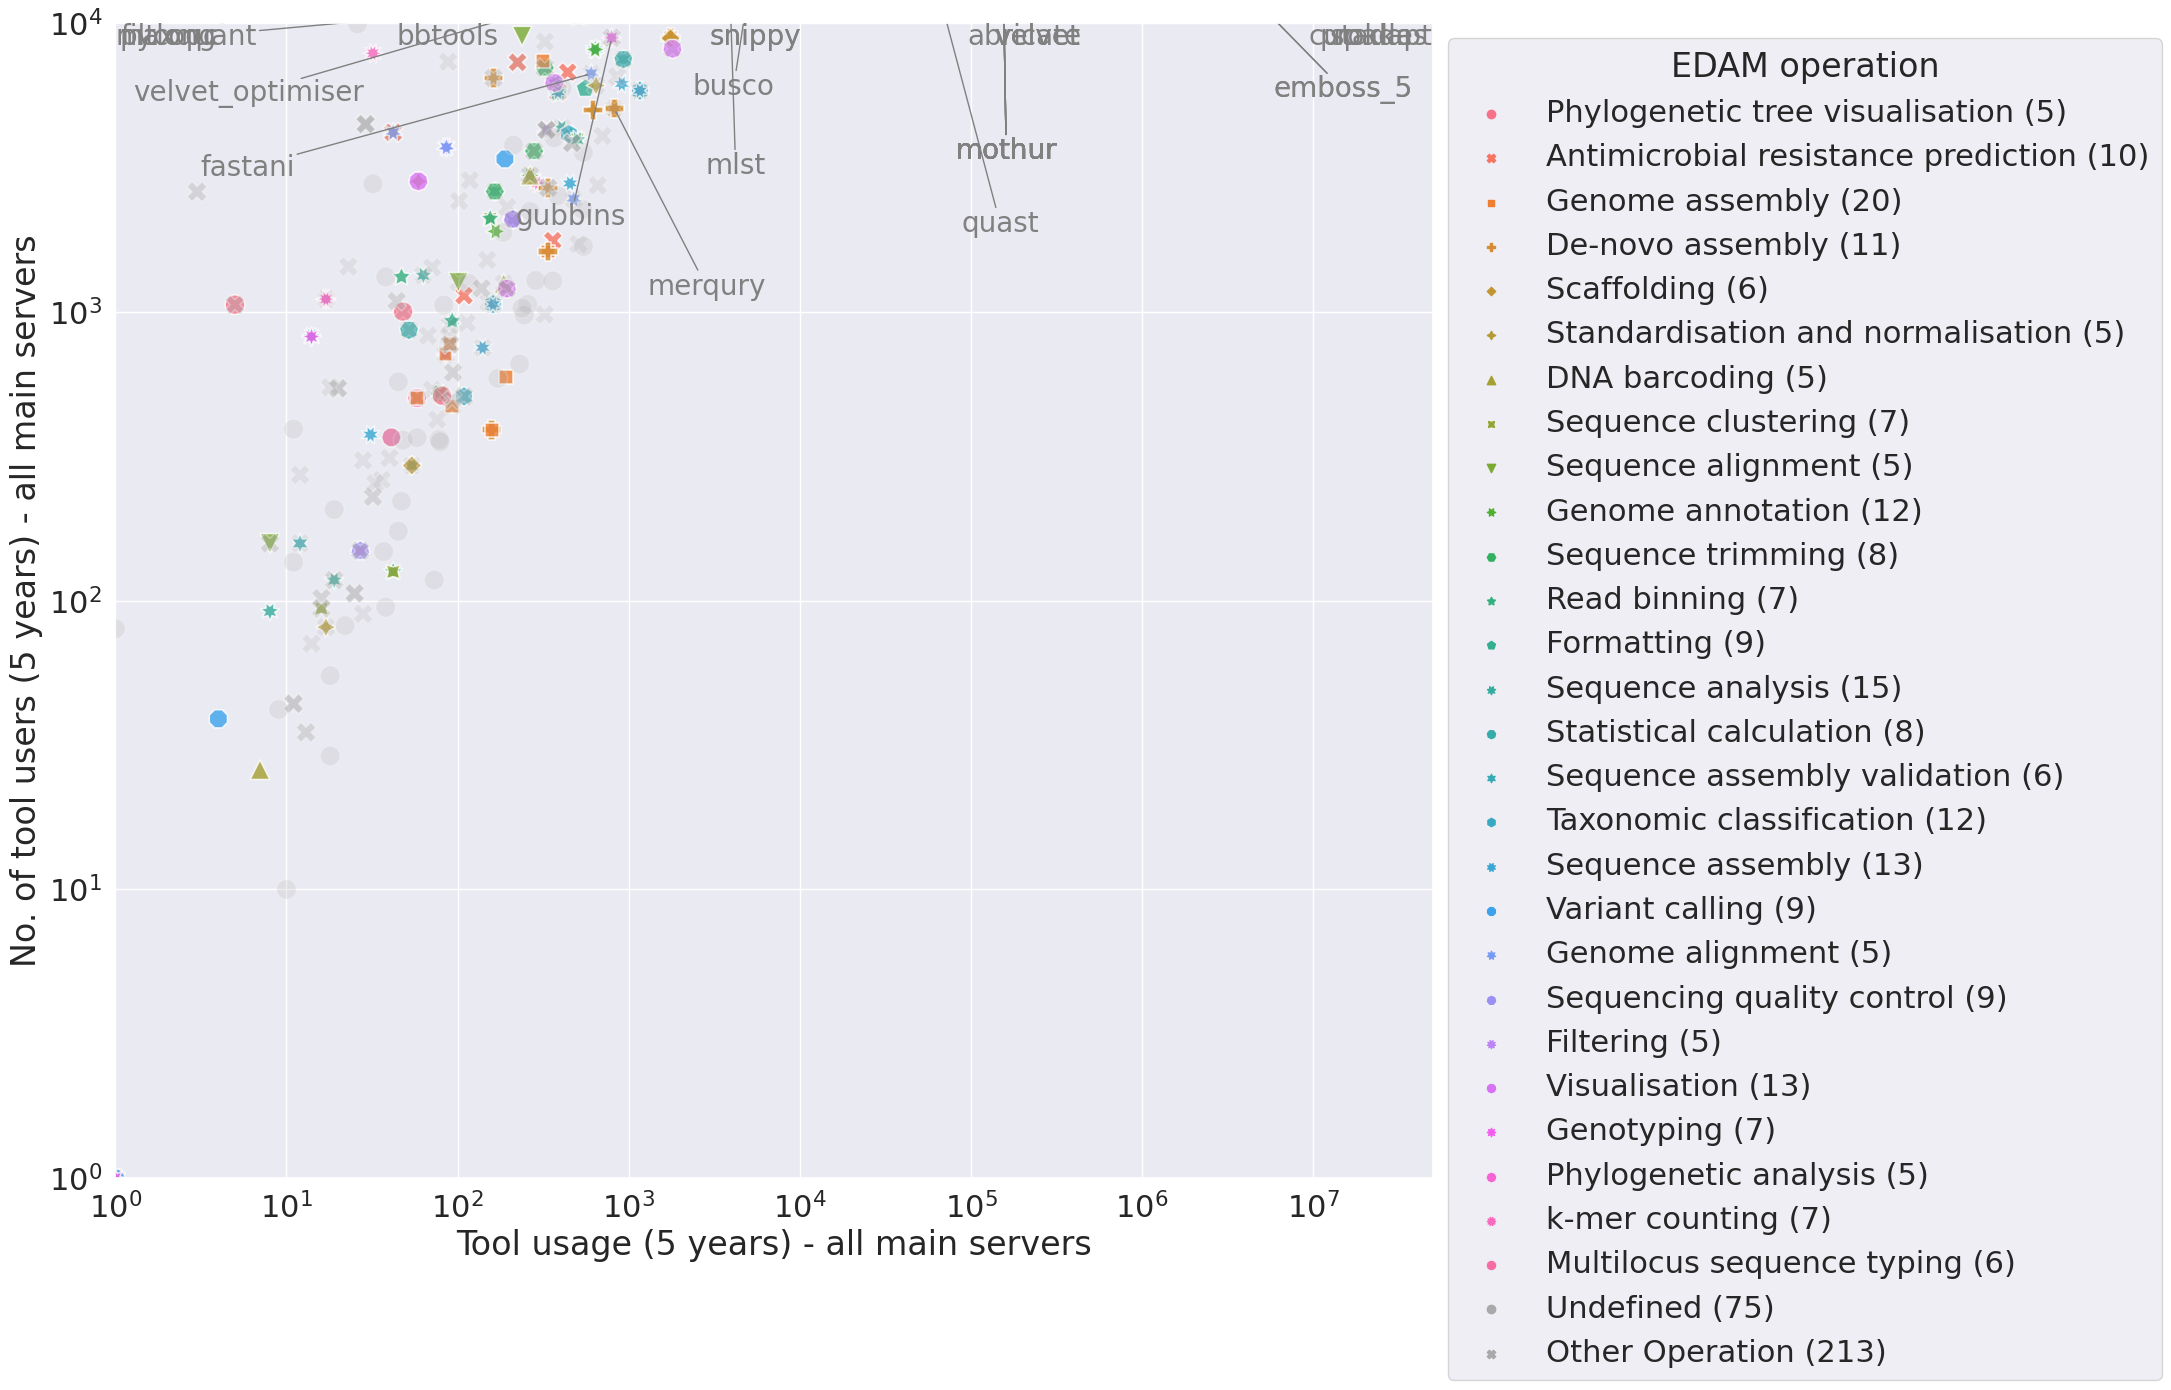 10⁴
10³
10²
10¹
10⁰
10⁰
10¹
10²
10³
10⁴
10⁵
10⁶
10⁷
No. of tool users (5 years) - all main servers
Tool usage (5 years) - all main servers
bbtools
snippy
abricate
velvet
velvet_optimiser
busco
emboss_5
fastani
mlst
mothur
gubbins
quast
merqury
EDAM operation
Phylogenetic tree visualisation (5)
Antimicrobial resistance prediction (10)
Genome assembly (20)
De-novo assembly (11)
Scaffolding (6)
Standardisation and normalisation (5)
DNA barcoding (5)
Sequence clustering (7)
Sequence alignment (5)
Genome annotation (12)
Sequence trimming (8)
Read binning (7)
Formatting (9)
Sequence analysis (15)
Statistical calculation (8)
Sequence assembly validation (6)
Taxonomic classification (12)
Sequence assembly (13)
Variant calling (9)
Genome alignment (5)
Sequencing quality control (9)
Filtering (5)
Visualisation (13)
Genotyping (7)
Phylogenetic analysis (5)
k-mer counting (7)
Multilocus sequence typing (6)
Undefined (75)
Other Operation (213)